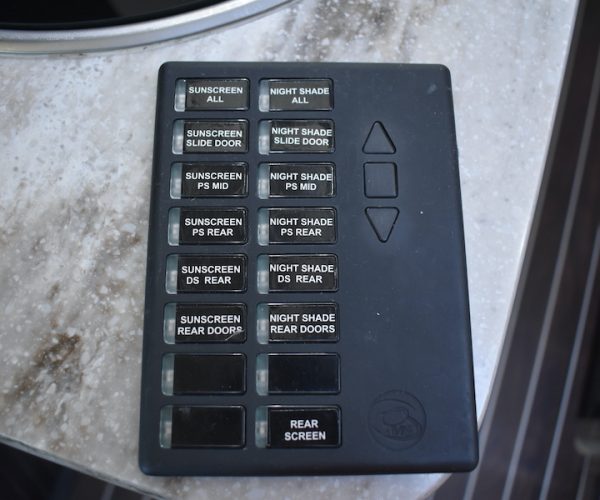 SUNSCREEN
ALL
NIGHT SHADE
ALL
SUNSCREEN
SLIDE DOOR
NIGHT SHADE
SLIDE DOOR
SUNSCREEN
PS MID
NIGHT SHADE
PS MID
SUNSCREEN
PS REAR
NIGHT SHADE
PS REAR
SUNSCREEN
DS REAR
NIGHT SHADE
DS REAR
SUNSCREEN
REAR DOORS
NIGHT SHADE
REAR DOORS
REAR
SCREEN